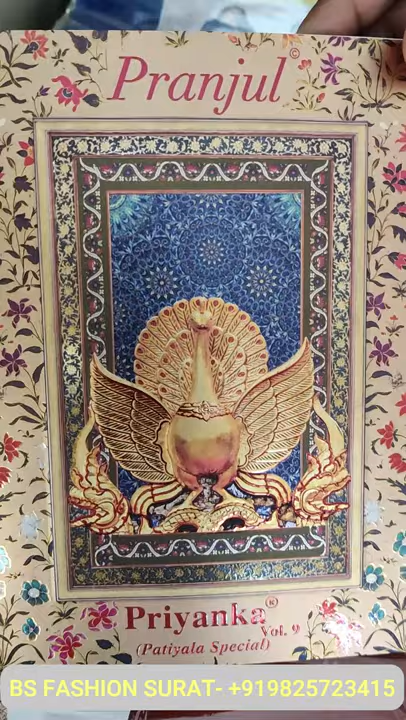 Pranjul©
Priyanka®
Vol. 9
(Patiyala Special)
BS FASHION SURAT- +919825723415